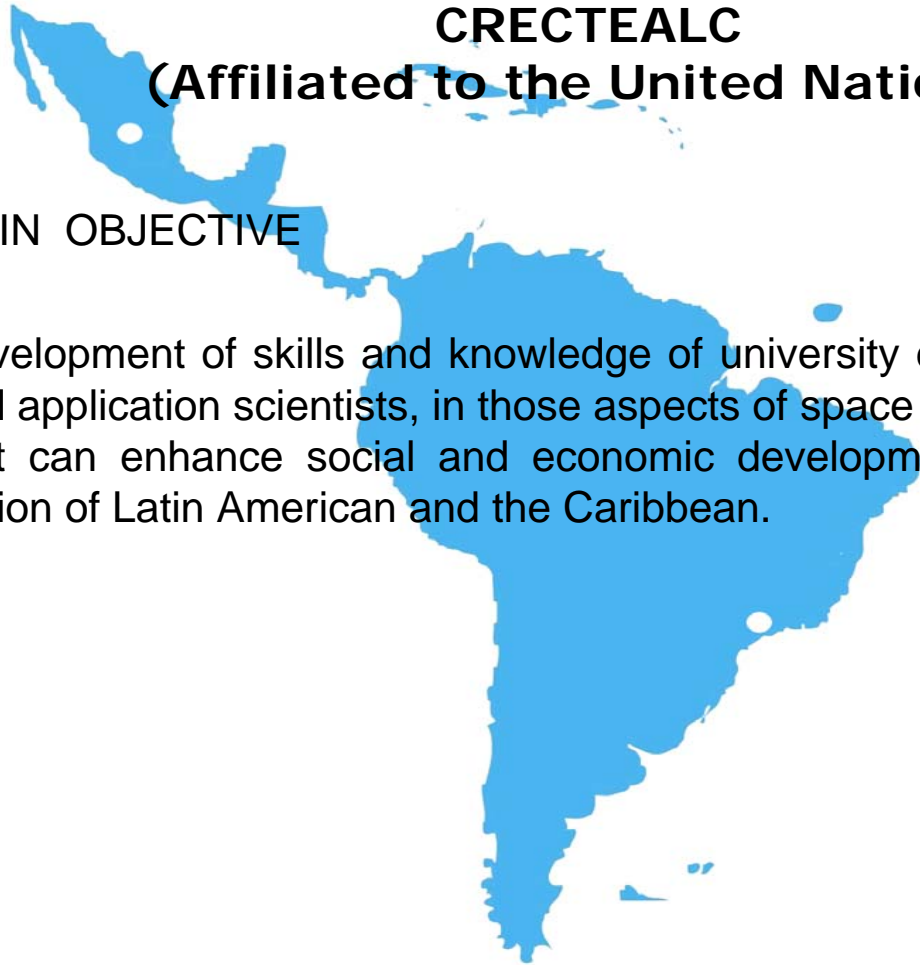 CRECTEALC
(Affiliated to the United Natio
IN OBJECTIVE
velopment of skills and knowledge of university
application scientists, in those aspects of space
t can enhance social and economic developm
ion of Latin American and the Caribbean.